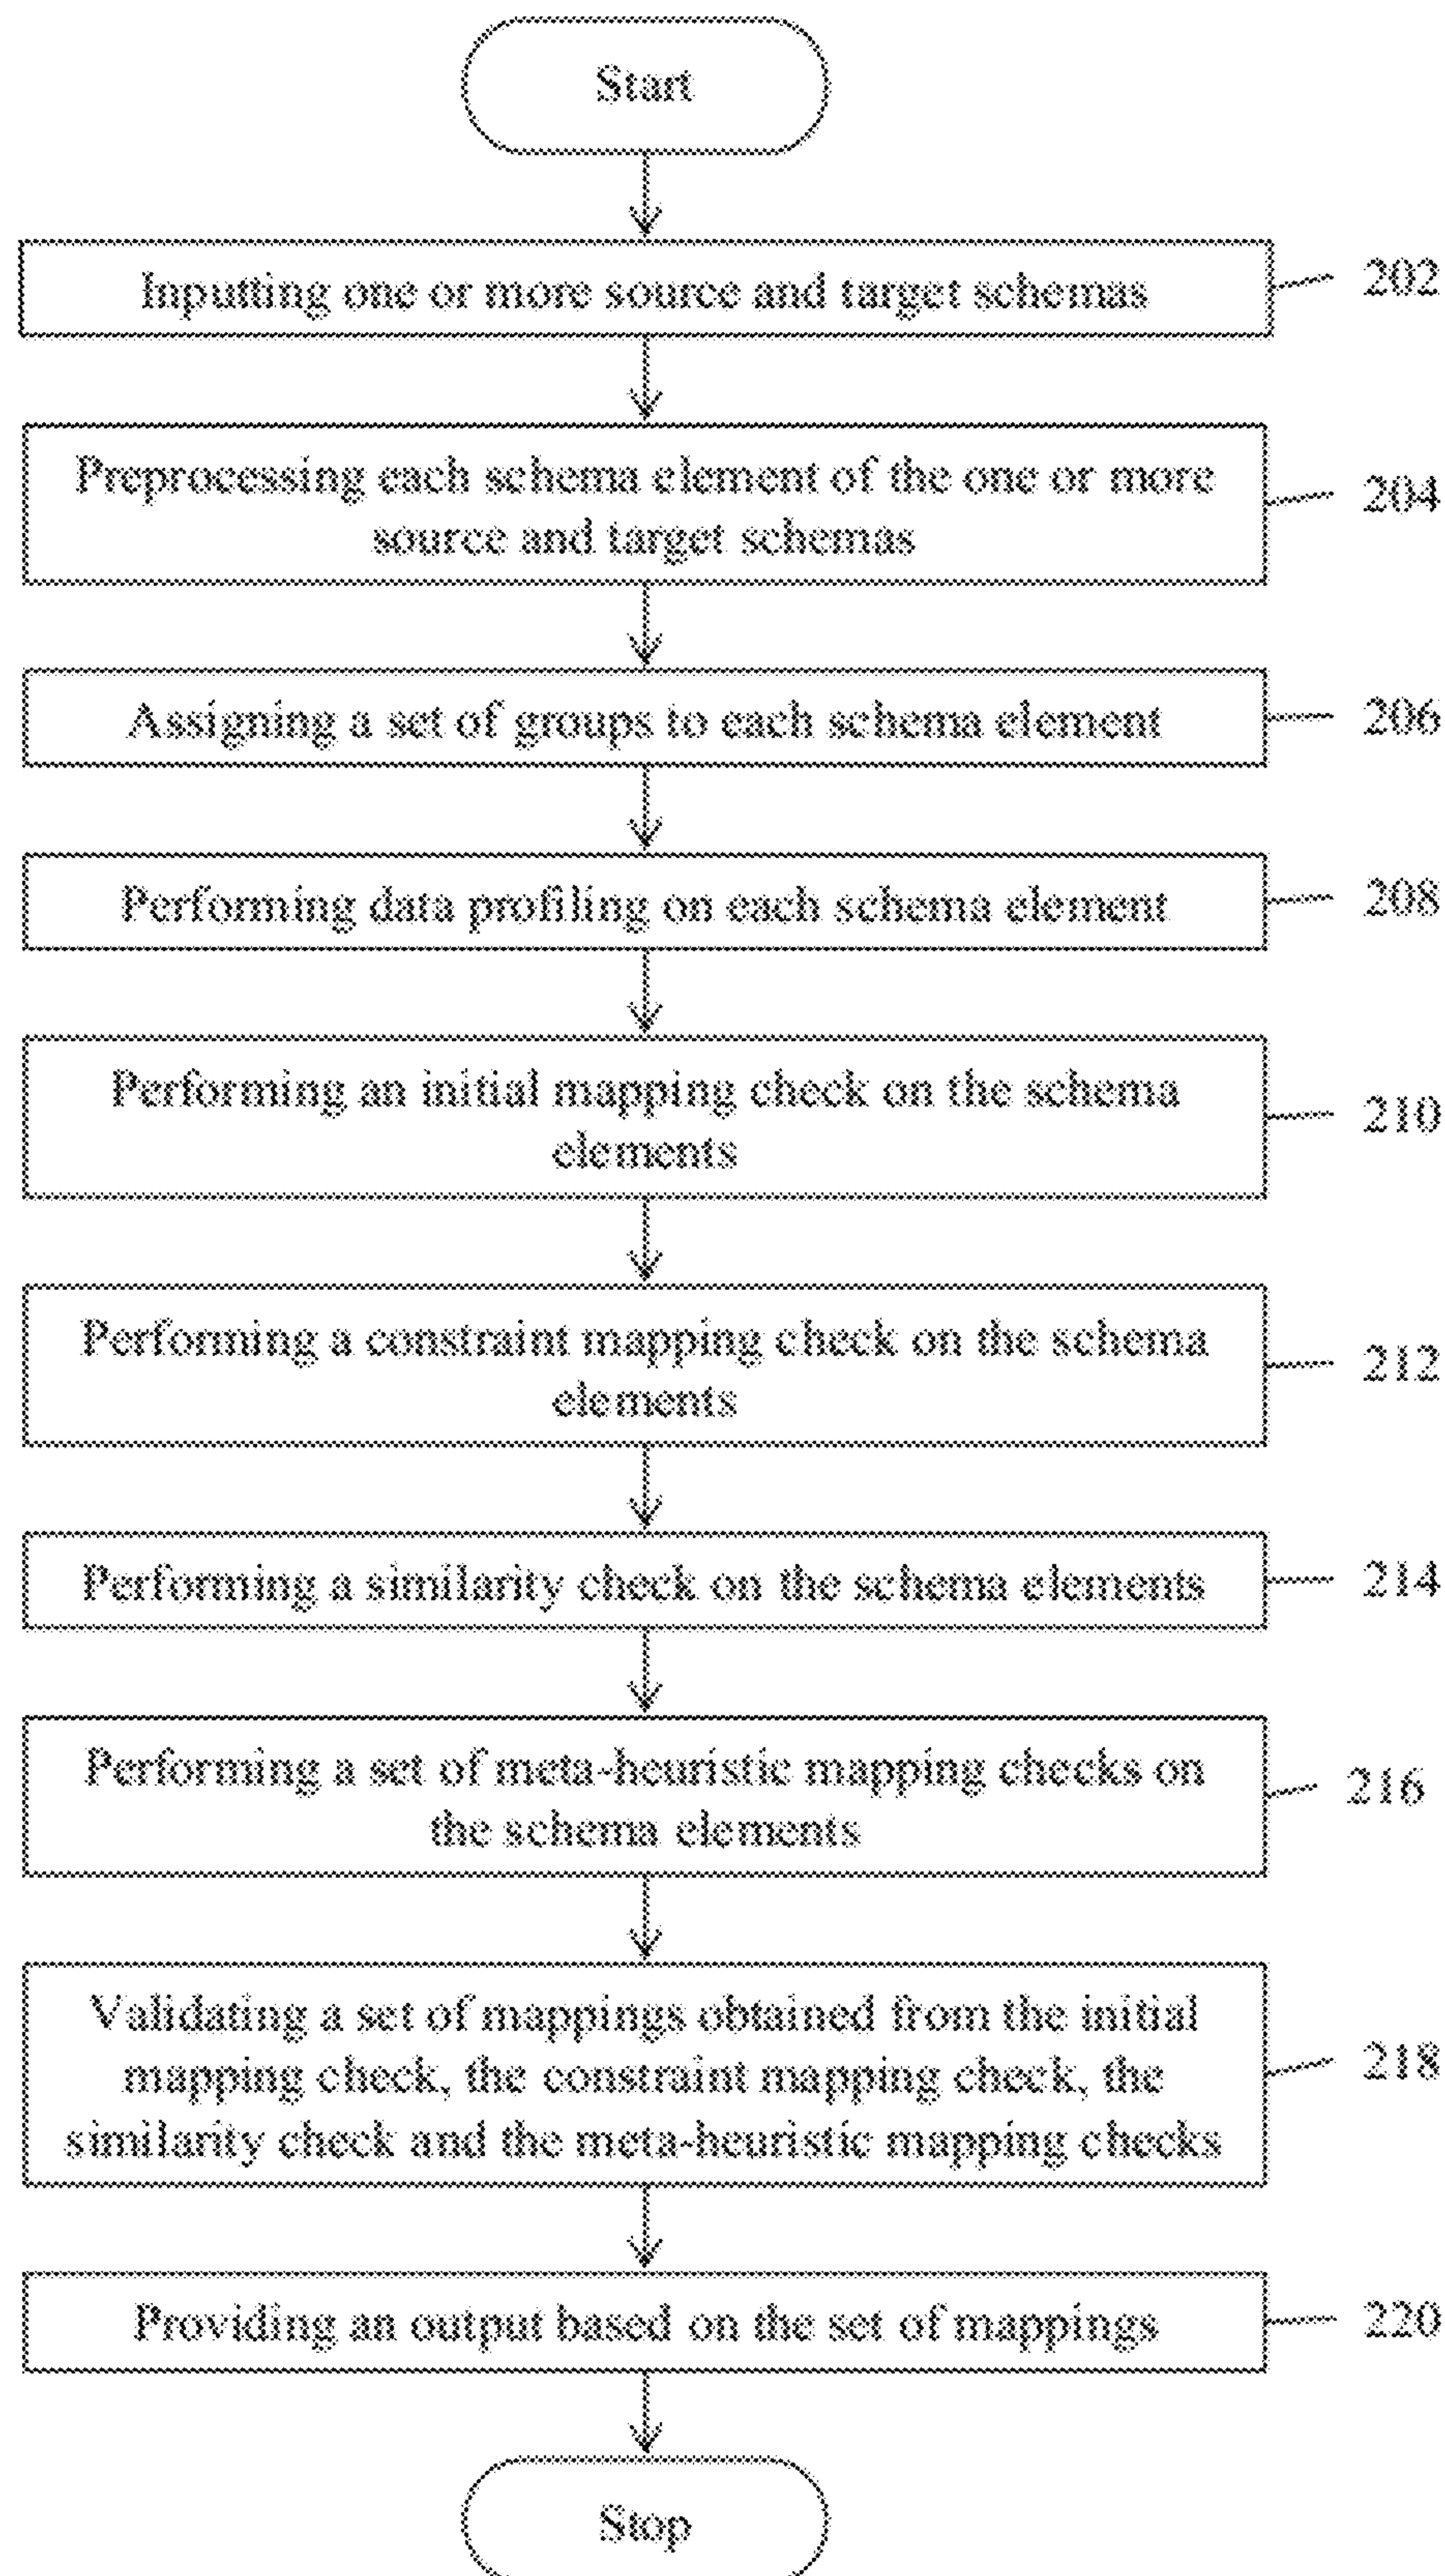 Start
Inputting one or more source and target schemas
202
Preprocessing each schema element of the one or more
source and target schemas
204
Assigning a set of groups to each schema element
206
Performing data profiling on each schema element
208
Performing an initial mapping check on the schema
elements
210
Performing a constraint mapping check on the schema
elements
212
Performing a similarity check on the schema elements
214
Performing a set of meta-heuristic mapping checks on
the schema elements
216
Validating a set of mappings obtained from the initial
mapping check, the constraint mapping check, the
similarity check and the meta-heuristic mapping checks
218
Providing an output based on the set of mappings
220
Stop